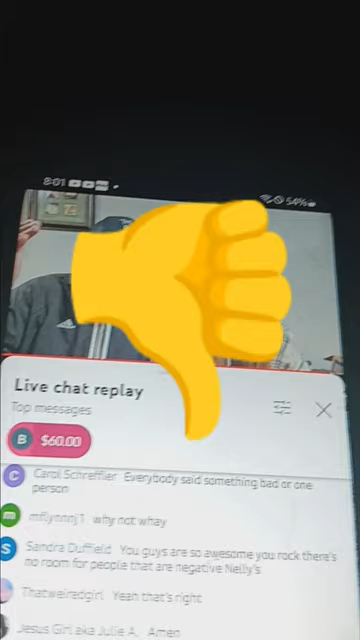 8:01
54%
Live chat replay
Top messages
B $60.00
C Carol Schreffler Everybody said something bad or one
person
m mflynnnj1 why not whay
S Sandra Duffield You guys are so awesome you rock there's
no room for people that are negative Nelly's
Thatweiredgirl Yeah that's right
Jesus Girl aka Julie A. Amen